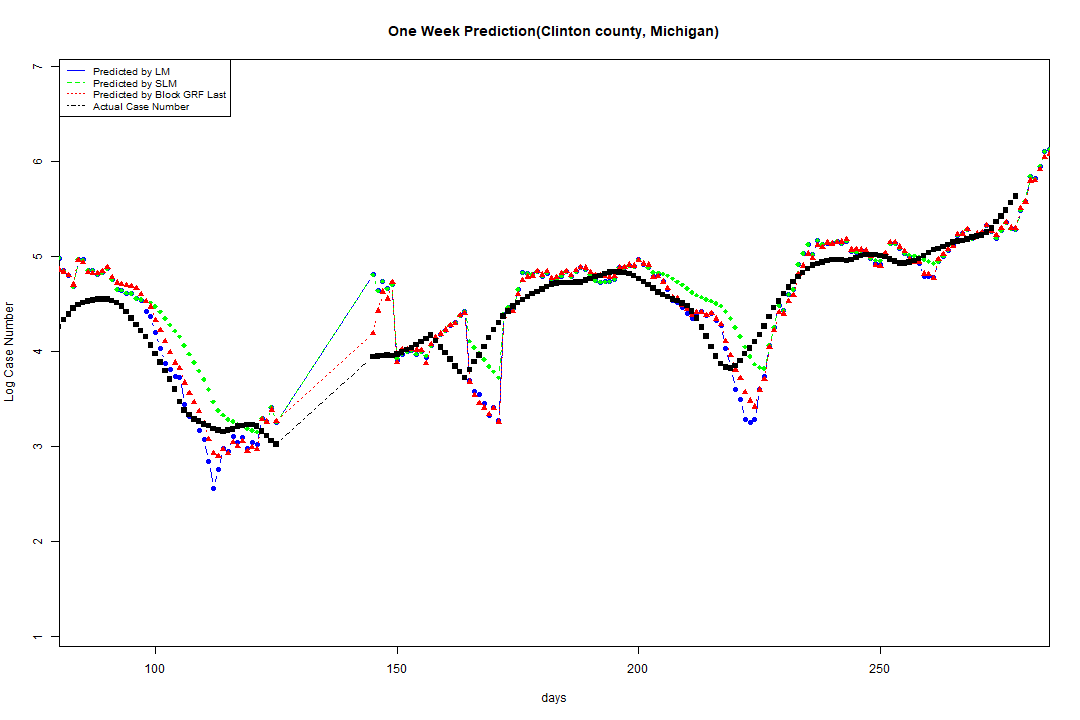 One Week Prediction(Clinton county, Michigan)
Predicted by LM
Predicted by SLM
Predicted by Block GRF Last
Actual Case Number
7
6
5
4
3
2
1
Log Case Number
100 150 200 250
days